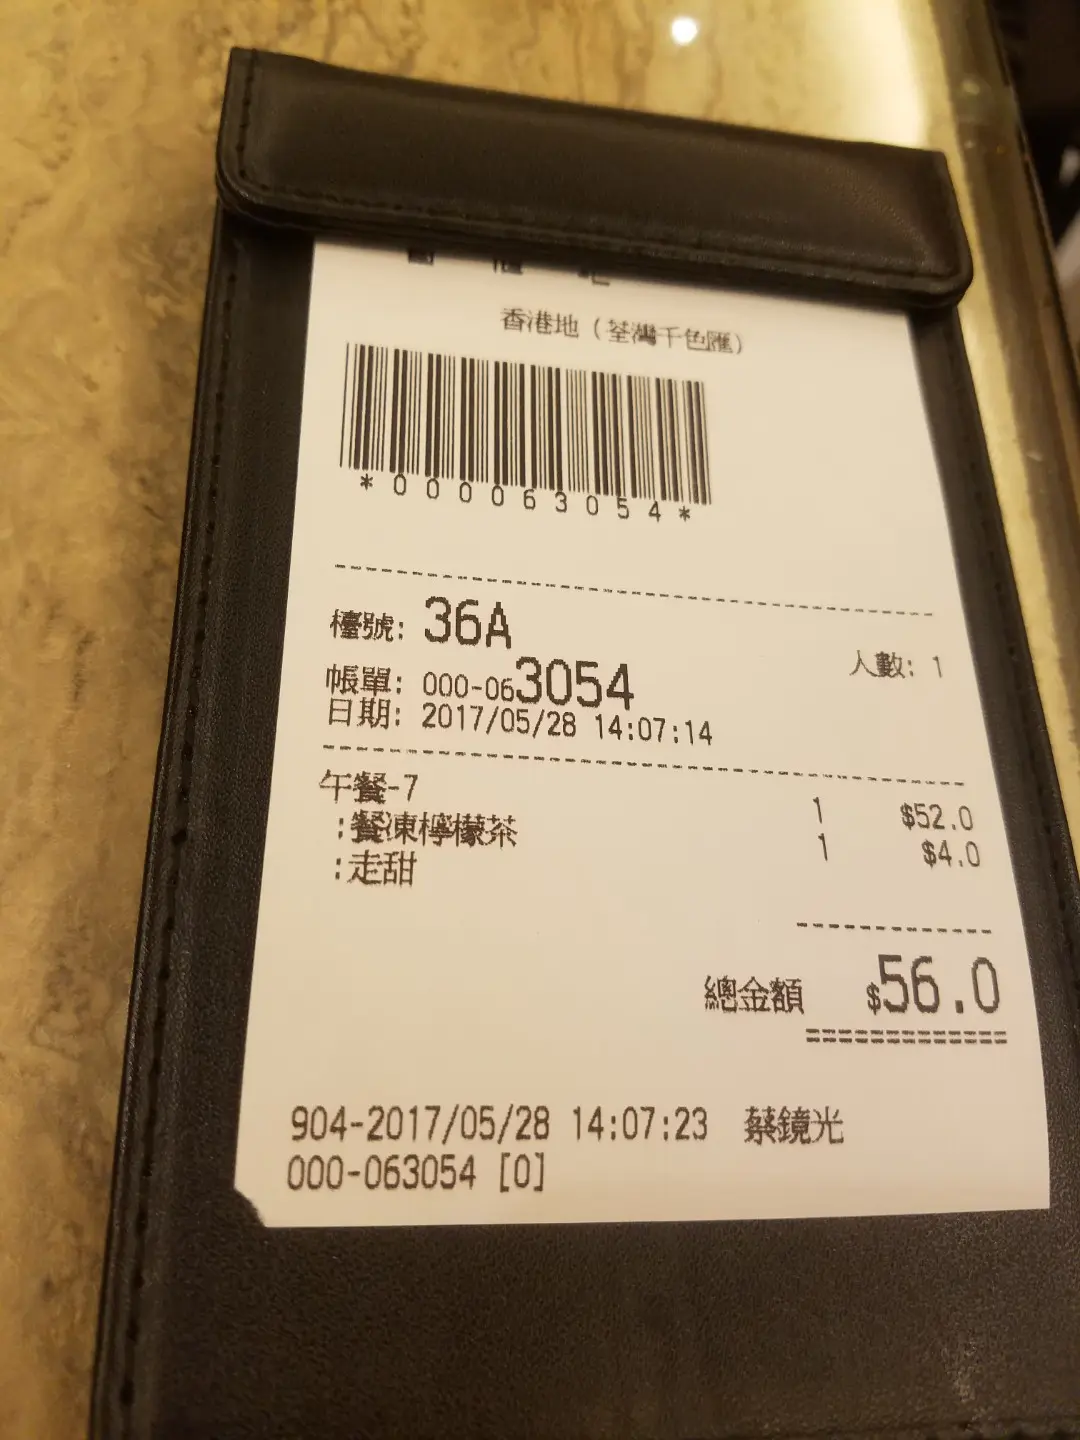 香港地（荃灣千色匯）
*000063054*
檯號: 36A
人數: 1
帳單: 000-063054
日期: 2017/05/28 14:07:14
午餐-7 1 $52.0
:餐凍檸檬茶 1 $4.0
:走甜
總金額 $56.0
904-2017/05/28 14:07:23 蔡鏡光
000-063054 [0]